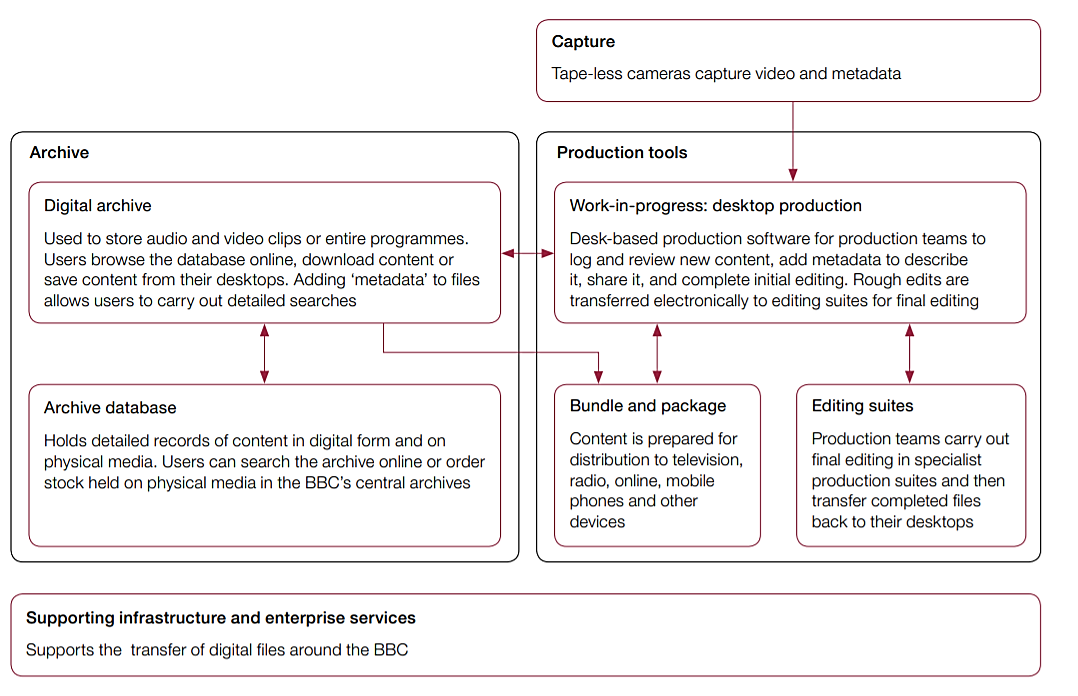 Capture
Tape-less cameras capture video and metadata
Archive
Digital archive
Used to store audio and video clips or entire programmes.
Users browse the database online, download content or
save content from their desktops. Adding ‘metadata’ to files
allows users to carry out detailed searches
Archive database
Holds detailed records of content in digital form and on
physical media. Users can search the archive online or order
stock held on physical media in the BBC’s central archives
Production tools
Work-in-progress: desktop production
Desk-based production software for production teams to
log and review new content, add metadata to describe
it, share it, and complete initial editing. Rough edits are
transferred electronically to editing suites for final editing
Bundle and package
Content is prepared for
distribution to television,
radio, online, mobile
phones and other
devices
Editing suites
Production teams carry out
final editing in specialist
production suites and then
transfer completed files
back to their desktops
Supporting infrastructure and enterprise services
Supports the  transfer of digital files around the BBC